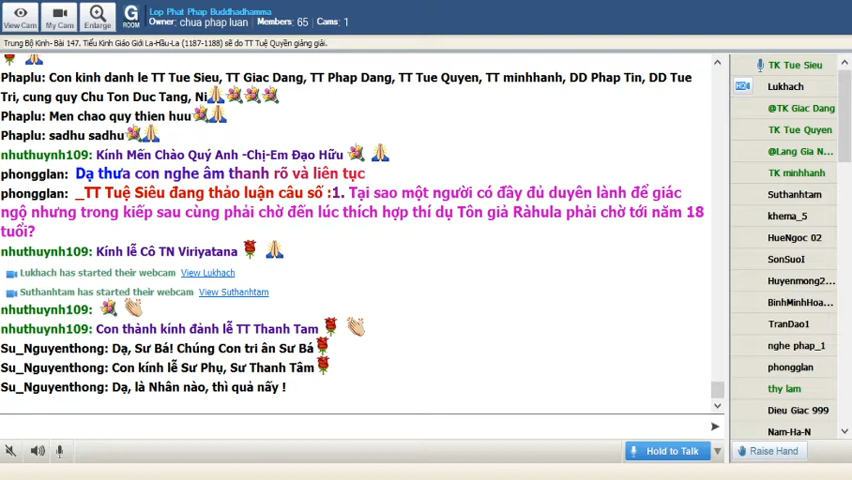 Lop Phat Phap Buddhadhamma
Owner: chua phap luan Members: 65 Cams: 1
View Cam
My Cam
Enlarge
G
ROOM
Trung Bộ Kinh- Bài 147. Tiểu Kinh Giáo Giới La-Hầu-La (1187-1188) sẽ do TT Tuệ Quyền giảng giải.
Phaplu: Con kinh danh le TT Tue Sieu, TT Giac Dang, TT Phap Dang, TT Tue Quyen, TT minhhanh, DD Phap Tin, DD Tue
Tri, cung quy Chu Ton Duc Tang, Ni
Phaplu: Men chao quy thien huu
Phaplu: sadhu sadhu
nhuthuynh109: Kính Mến Chào Quý Anh -Chị-Em Đạo Hữu
phongglan: Dạ thưa con nghe âm thanh rõ và liên tục
phongglan: _TT Tuệ Siêu đang thảo luận câu số :1. Tại sao một người có đây đủ duyên lành để giác
ngộ nhưng trong kiếp sau cùng phải chờ đến lúc thích hợp thí dụ Tôn giả Ràhula phải chờ tới năm 18
tuổi?
nhuthuynh109: Kính lễ Cô TN Viriyatana
Lukhach has started their webcam View Lukhach
Suthanhtam has started their webcam View Suthanhtam
nhuthuynh109:
nhuthuynh109: Con thành kính đảnh lễ TT Thanh Tam
Su_Nguyenthong: Dạ, Sư Bá! Chúng Con tri ân Sư Bá
Su_Nguyenthong: Con kính lễ Sư Phụ, Sư Thanh Tâm
Su_Nguyenthong: Dạ, là Nhân nào, thì quả nấy !
TK Tue Sieu
HD
Lukhach
@TK Giac Dang
TK Tue Quyen
@Lang Gia N...
TK minhhanh
Suthanhtam
khema_5
HueNgoc 02
SonSuoI
Huyenmong2...
BinhMinhHoa...
TranDao1
nghe phap_1
phongglan
thy lam
Dieu Giac 999
Nam-Ha-N
Hold to Talk
Raise Hand